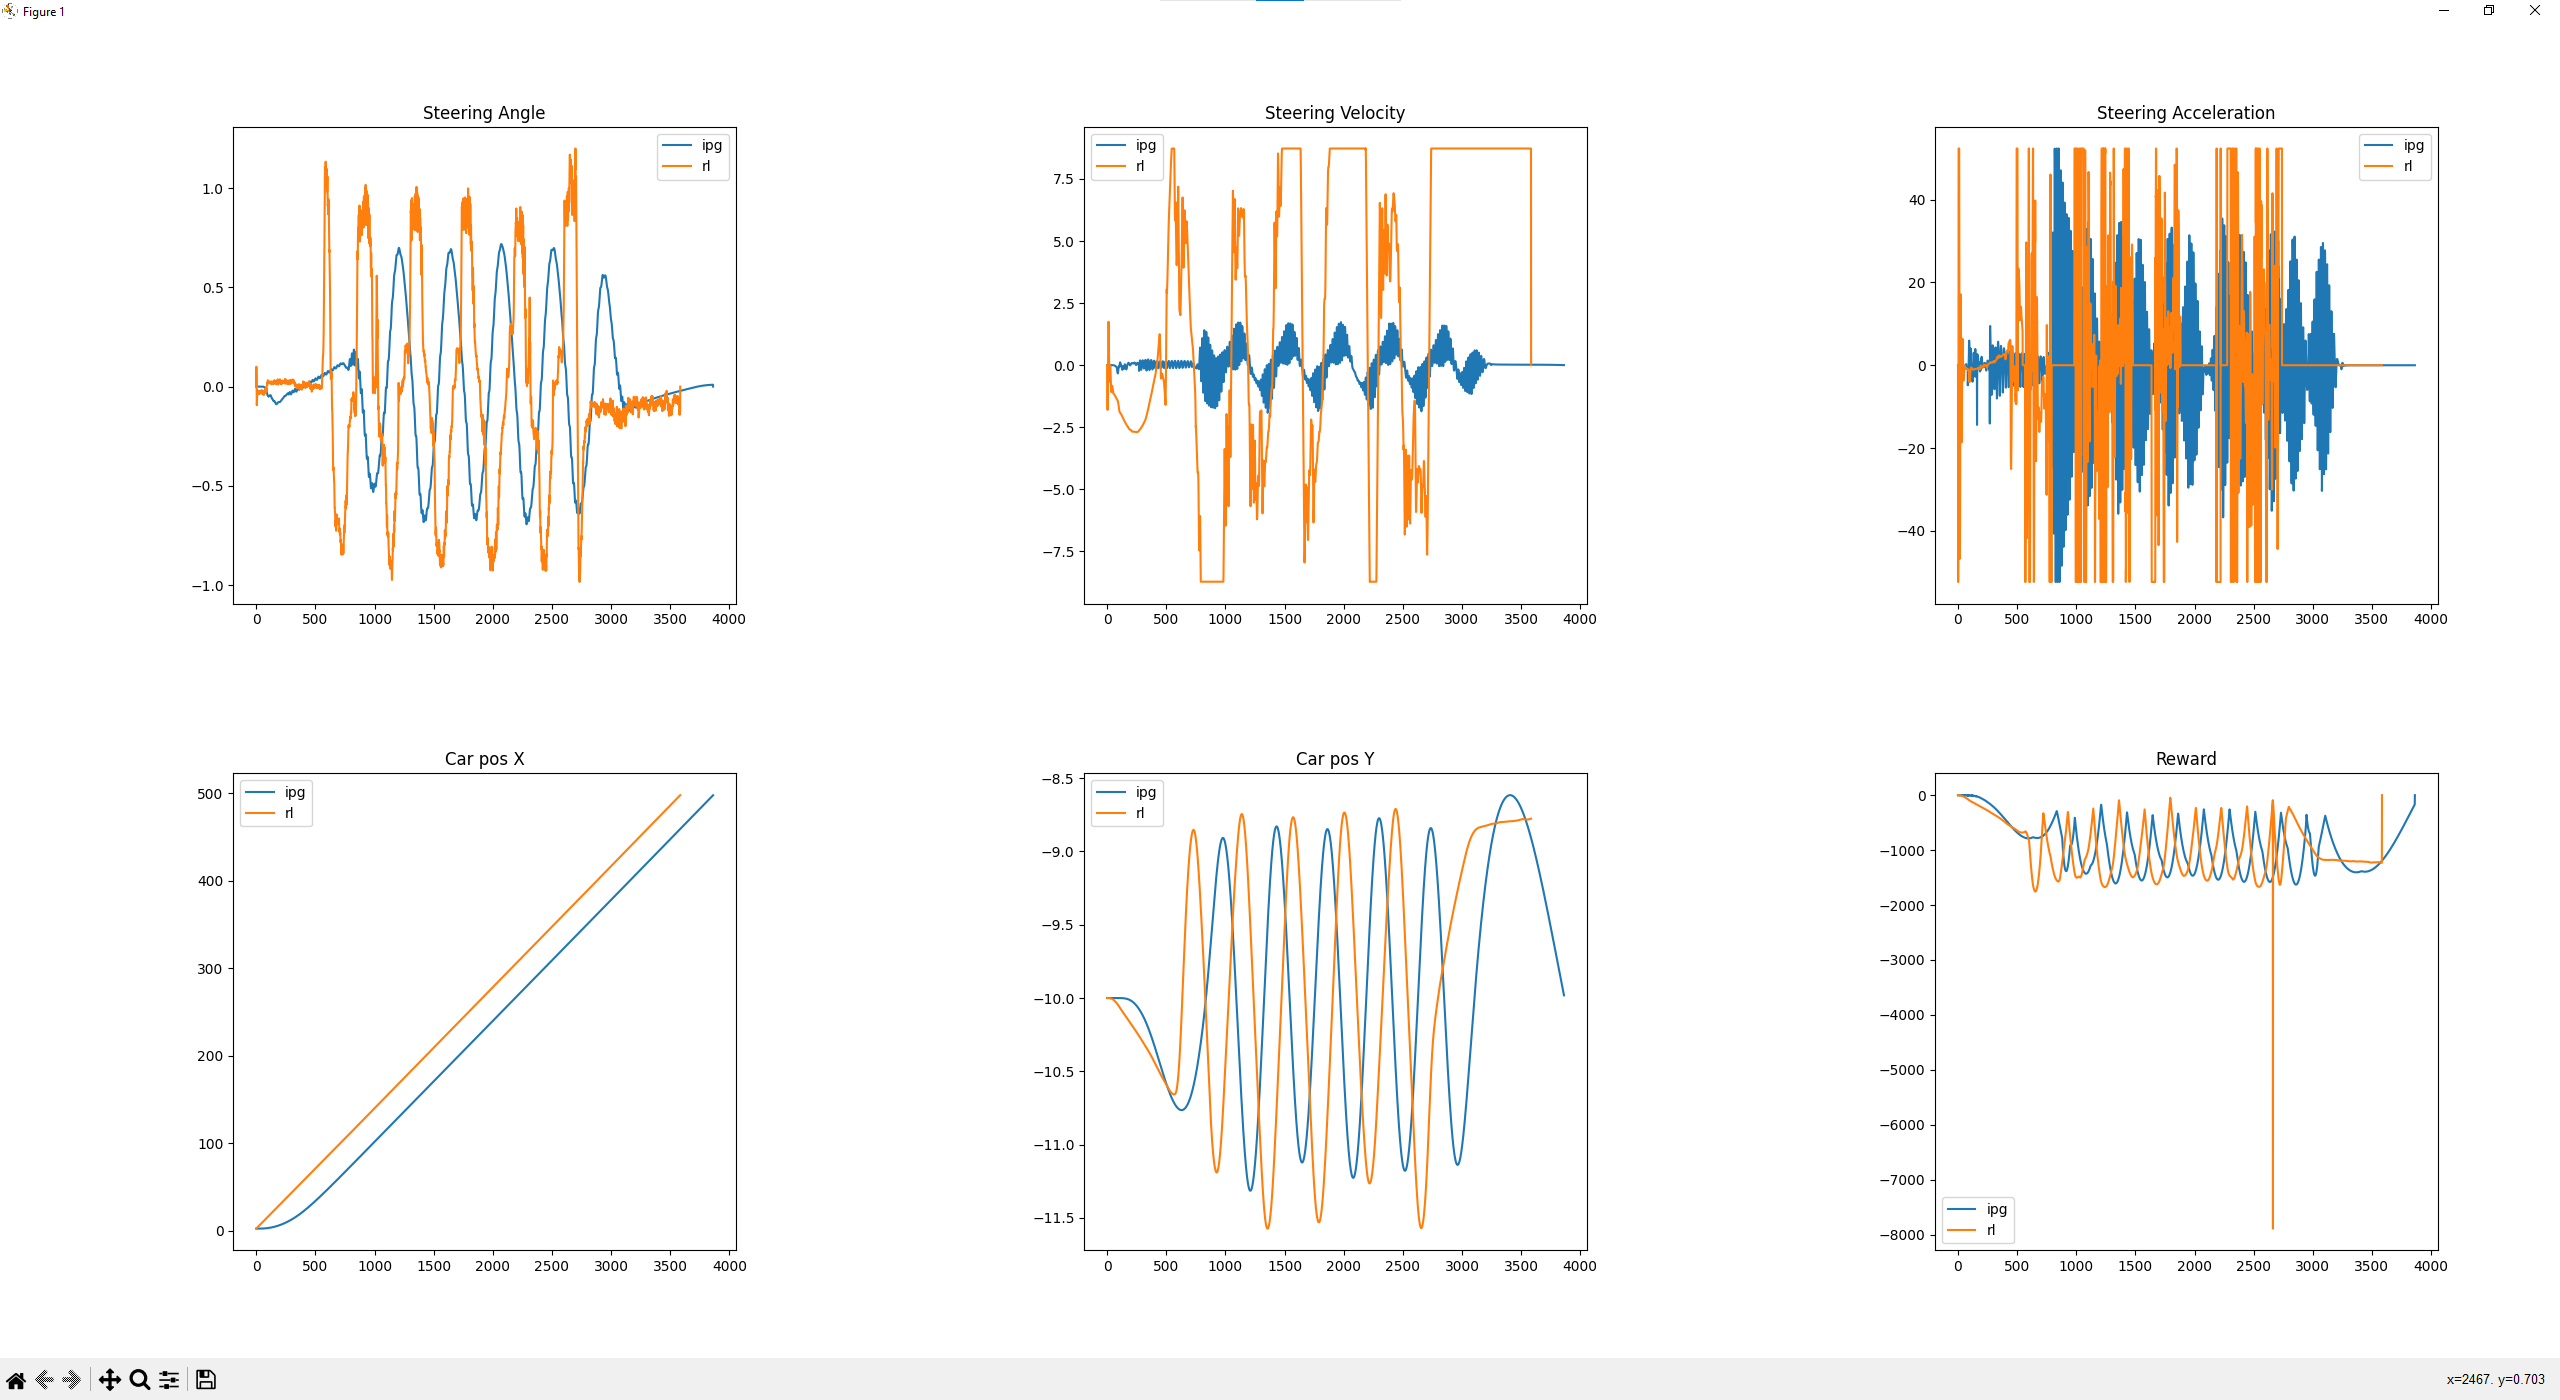 Figure 1
Steering Angle
ipg
rl
1.0
0.5
0.0
−0.5
−1.0
0 500 1000 1500 2000 2500 3000 3500 4000
Steering Velocity
ipg
rl
7.5
5.0
2.5
0.0
−2.5
−5.0
−7.5
0 500 1000 1500 2000 2500 3000 3500 4000
Steering Acceleration
ipg
rl
40
20
0
−20
−40
0 500 1000 1500 2000 2500 3000 3500 4000
Car pos X
ipg
rl
500
400
300
200
100
0
0 500 1000 1500 2000 2500 3000 3500 4000
Car pos Y
ipg
rl
−8.5
−9.0
−9.5
−10.0
−10.5
−11.0
−11.5
0 500 1000 1500 2000 2500 3000 3500 4000
Reward
0
−1000
−2000
−3000
−4000
−5000
−6000
−7000
−8000
ipg
rl
0 500 1000 1500 2000 2500 3000 3500 4000
x=2467. y=0.703